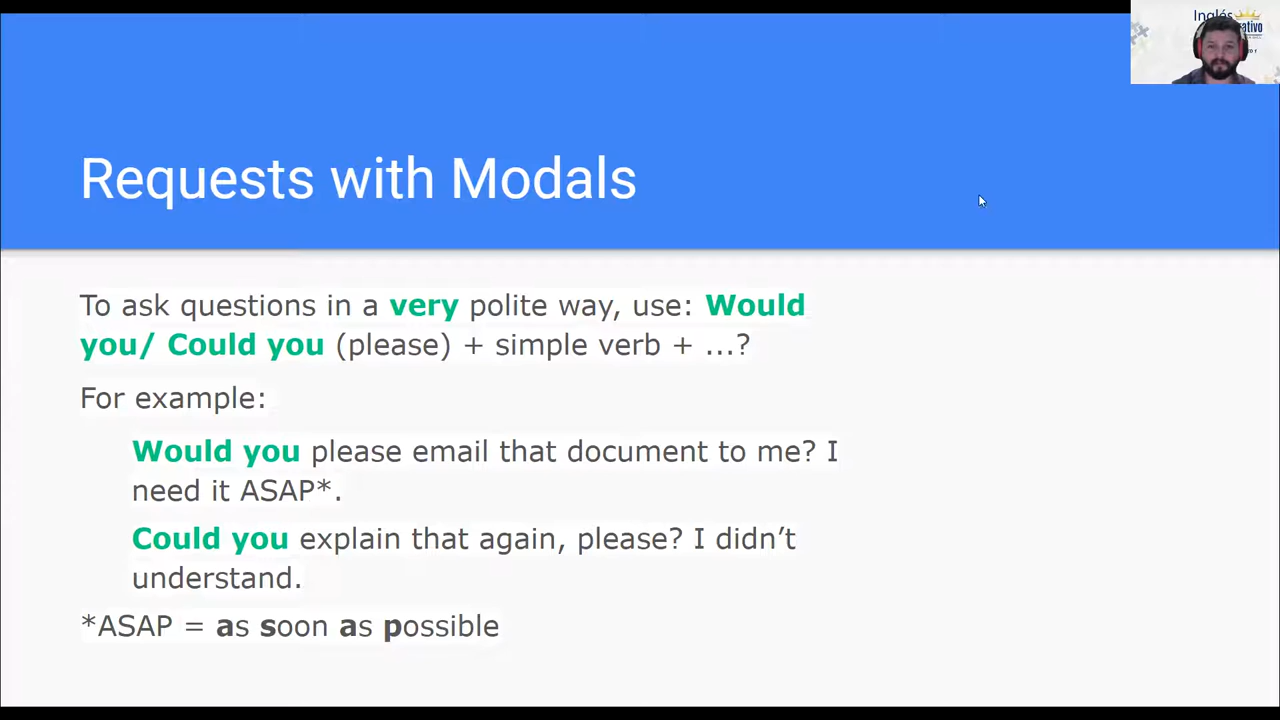 Inglés
Requests with Modals
To ask questions in a very polite way, use: Would
you/ Could you (please) + simple verb + ...?
For example:
Would you please email that document to me? I
need it ASAP*.
Could you explain that again, please? I didn't
understand.
*ASAP = as soon as possible